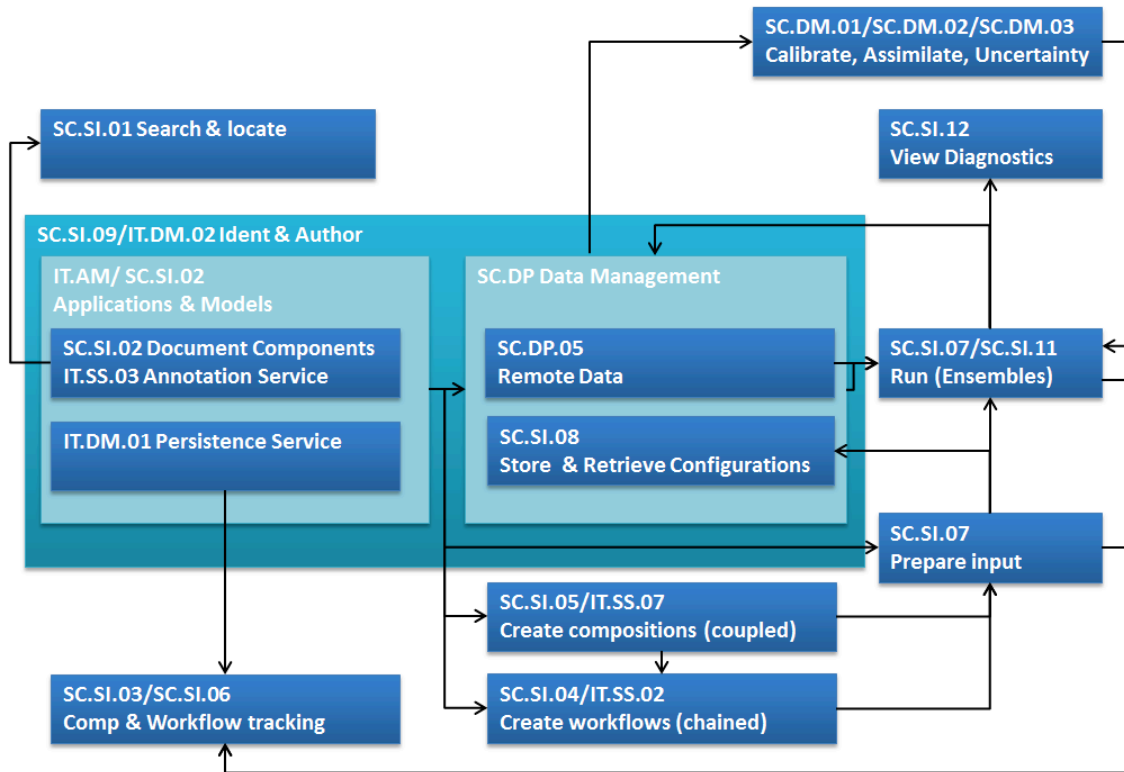 SC.DM.01/SC.DM.02/SC.DM.03
Calibrate, Assimilate, Uncertainty
SC.SI.01 Search & locate
SC.SI.12
View Diagnostics
SC.SI.09/IT.DM.02 Ident & Author
IT.AM/ SC.SI.02
Applications & Models
SC.DP Data Management
SC.SI.02 Document Components
IT.SS.03 Annotation Service
SC.DP.05
Remote Data
SC.SI.07/SC.SI.11
Run (Ensembles)
IT.DM.01 Persistence Service
SC.SI.08
Store & Retrieve Configurations
SC.SI.07
Prepare input
SC.SI.05/IT.SS.07
Create compositions (coupled)
SC.SI.03/SC.SI.06
Comp & Workflow tracking
SC.SI.04/IT.SS.02
Create workflows (chained)